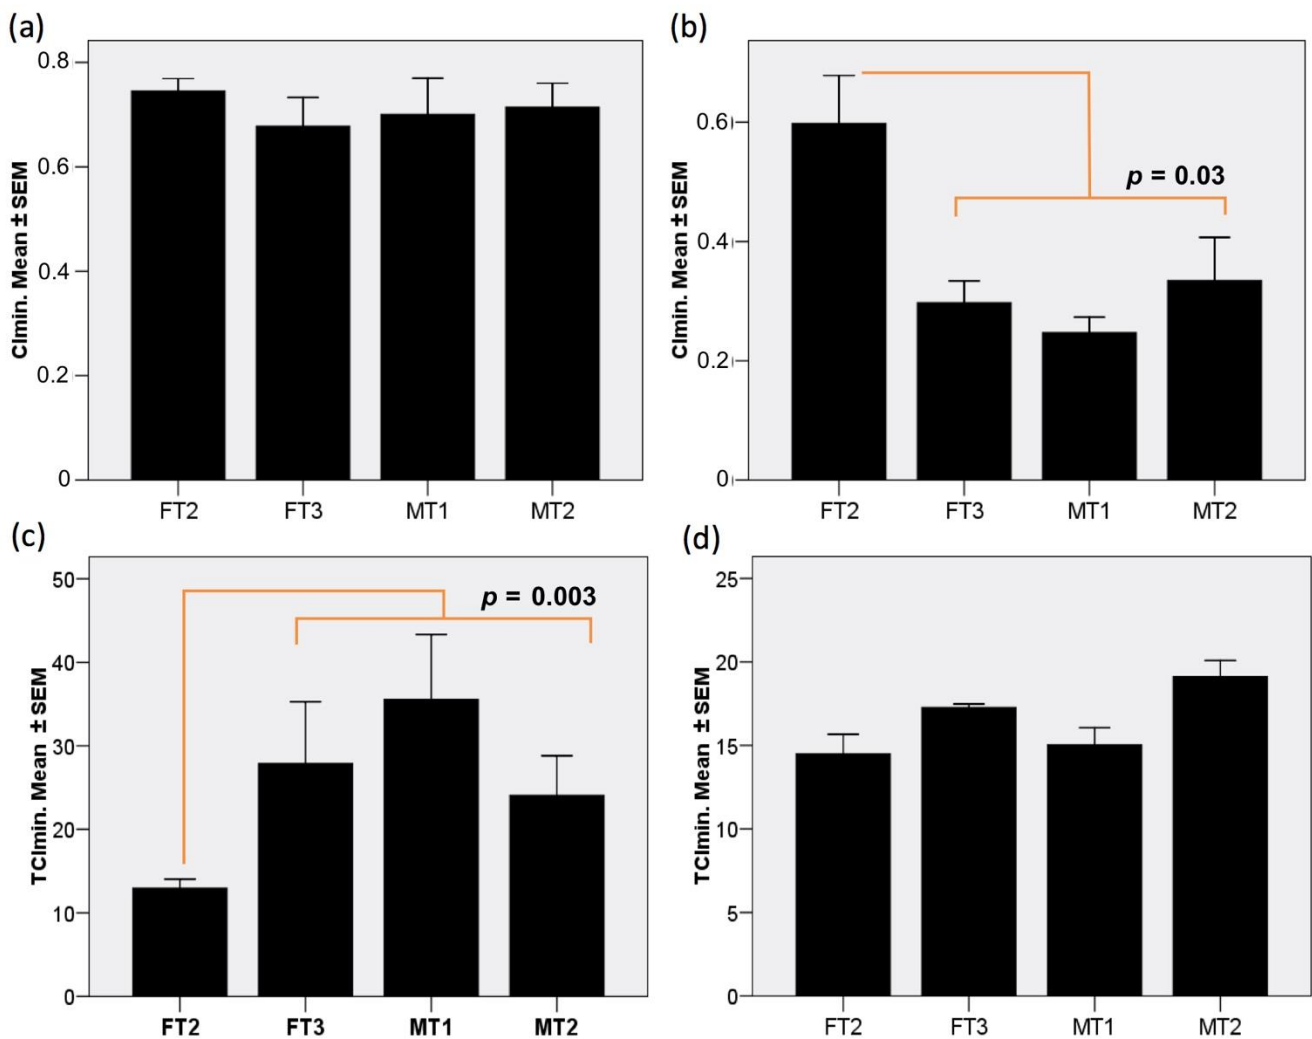 (a)
CImin. Mean ± SEM
0.8
0.6
0.4
0.2
0
FT2 FT3 MT1 MT2
(b)
CImin. Mean ± SEM
0.6
0.4
0.2
0
p = 0.03
FT2 FT3 MT1 MT2
(c)
TCImin. Mean ± SEM
50
40
30
20
10
0
p = 0.003
FT2 FT3 MT1 MT2
(d)
TCImin. Mean ± SEM
25
20
15
10
5
0
FT2 FT3 MT1 MT2